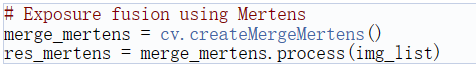 # Exposure fusion using Mertens
merge_mertens = cv.createMergeMertens()
res_mertens = merge_mertens.process(img_list)